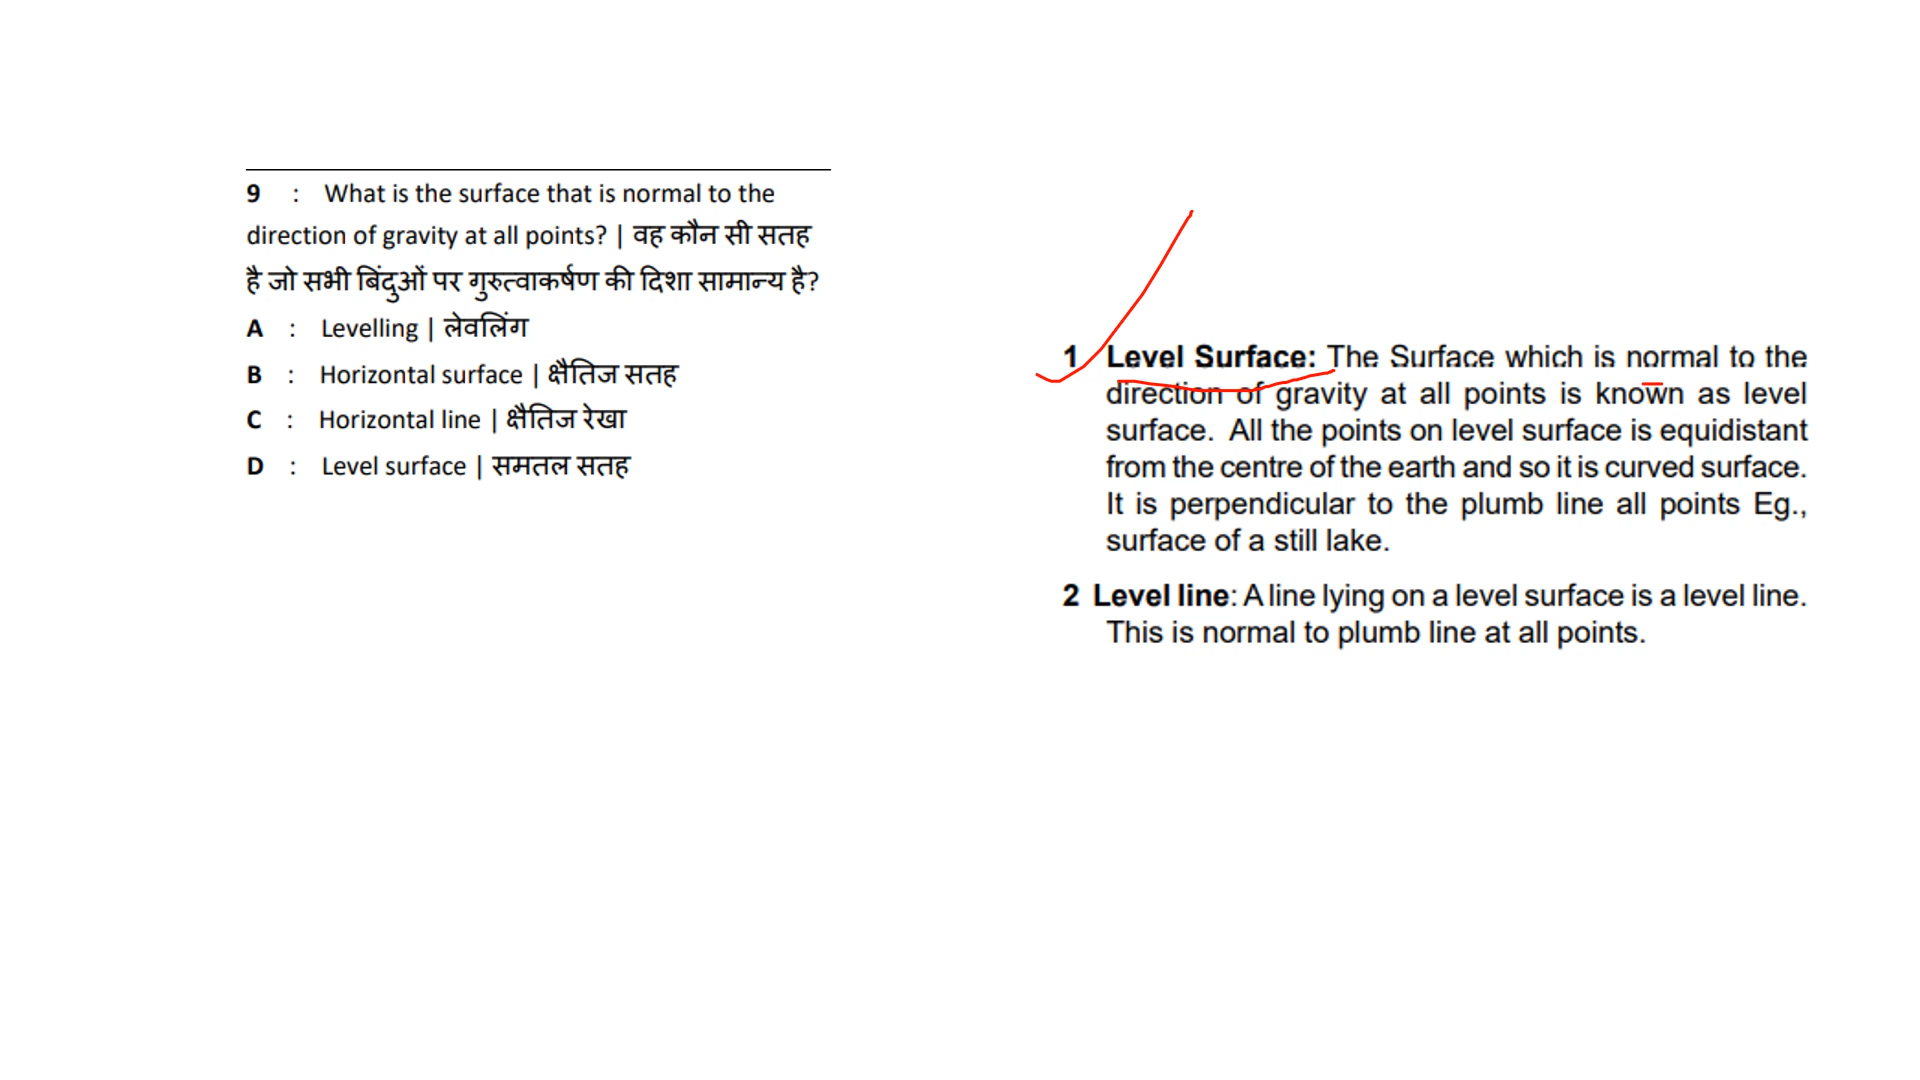 9 : What is the surface that is normal to the
direction of gravity at all points? | वह कौन सी सतह
है जो सभी बिंदुओं पर गुरुत्वाकर्षण की दिशा सामान्य है?
A : Levelling | लेवलिंग
B : Horizontal surface | क्षैतिज सतह
C : Horizontal line | क्षैतिज रेखा
D : Level surface | समतल सतह
1 Level Surface: The Surface which is normal to the
direction of gravity at all points is known as level
surface. All the points on level surface is equidistant
from the centre of the earth and so it is curved surface.
It is perpendicular to the plumb line all points Eg.,
surface of a still lake.
2 Level line: A line lying on a level surface is a level line.
This is normal to plumb line at all points.